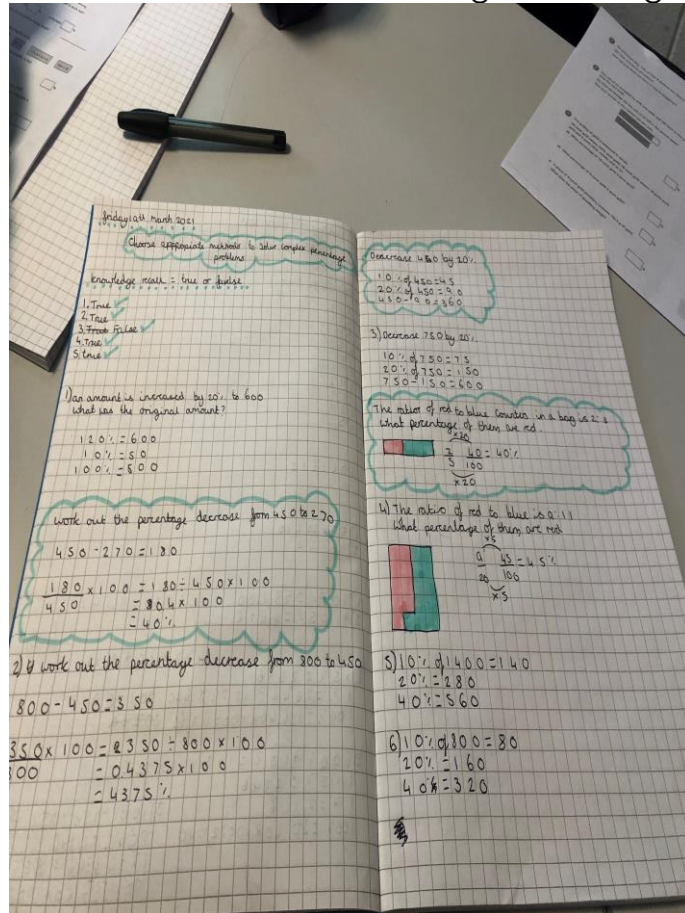 friday 19th March 2021
Choose appropiate methods to solve complex percentage
problems
knowledge recall = true or false
1. True
2. True
3. False
4. True
5. true
1) an amount is increased by 20% to 600
what was the original amount?
120% = 600
10% = 50
100% = 500
work out the percentage decrease from 450 to 270
450 - 270 = 180
180/450 × 100 = 180 ÷ 450 × 100
= 0.4 × 100
= 40%
2) work out the percentage decrease from 800 to 450
800 - 450 = 350
350/800 × 100 = 350 ÷ 800 × 100
= 0.4375 × 100
= 43.75%
Decrease 450 by 20%
10% of 450 = 45
20% of 450 = 90
450 - 90 = 360
3) Decrease 750 by 20%
10% of 750 = 75
20% of 750 = 150
750 - 150 = 600
The ratio of red to blue counters in a bag is 2:3
What percentage of them are red
×20
2/5 40/100 = 40%
×20
4) The ratio of red to blue is 9:11
What percentage of them are red
×5
9/20 45/100 = 45%
×5
5) 10% of 1400 = 140
20% = 280
40% = 560
6) 10% of 800 = 80
20% = 160
40% = 320